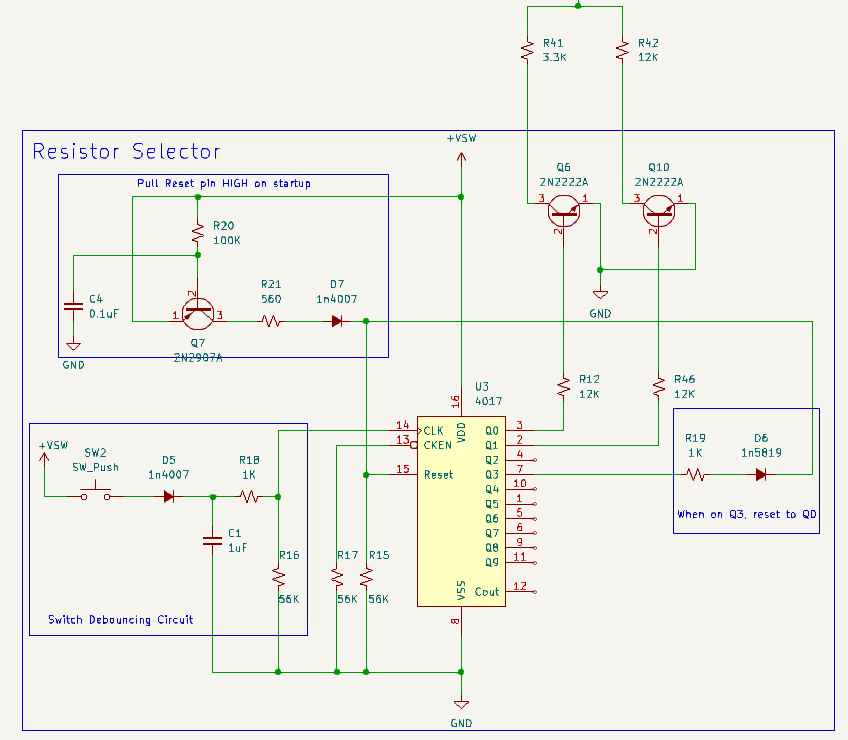 R41
3.3K
R42
12K
Resistor Selector
+VSW
Pull Reset pin HIGH on startup
Q6
2N2222A
3
1
2
Q10
2N2222A
3
1
2
R20
100K
C4
0.1uF
GND
2
1
3
Q7
2N2907A
R21
560
D7
1n4007
GND
U3
4017
16
VDD
14
CLK
13
CKEN
15
Reset
Q0
3
Q1
2
Q2
4
Q3
7
Q4
10
Q5
1
Q6
5
Q7
6
Q8
9
Q9
11
Cout
12
VSS
8
R12
12K
R46
12K
R19
1K
D6
1n5819
When on Q3, reset to Q0
+VSW
SW2
SW_Push
D5
1n4007
R18
1K
C1
1uF
R16
56K
R17
56K
R15
56K
Switch Debouncing Circuit
GND